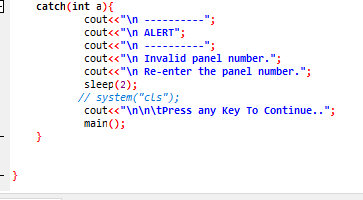 catch(int a){
cout<<"\n ----------";
cout<<"\n ALERT";
cout<<"\n ----------";
cout<<"\n Invalid panel number.";
cout<<"\n Re-enter the panel number.";
sleep(2);
// system("cls");
cout<<"\n\n\tPress any Key To Continue..";
main();
}
}